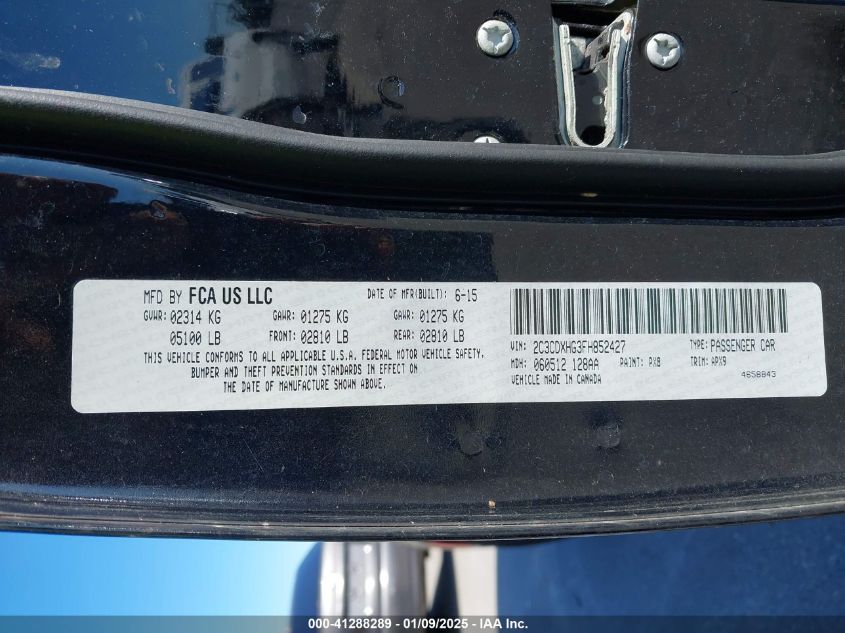 MFD BY FCA US LLC DATE OF MFR(BUILT): 6-15
GVWR: 02314 KG GAWR: 01275 KG GAWR: 01275 KG
05100 LB FRONT: 02810 LB REAR: 02810 LB
THIS VEHICLE CONFORMS TO ALL APPLICABLE U.S.A. FEDERAL MOTOR VEHICLE SAFETY,
BUMPER AND THEFT PREVENTION STANDARDS IN EFFECT ON
THE DATE OF MANUFACTURE SHOWN ABOVE.
VIN: 2C3CDXHG3FH852427 TYPE: PASSENGER CAR
MDH: 060512 128AA PAINT: PX8 TRIM: APX9
VEHICLE MADE IN CANADA 4658843
000-41288289 - 01/09/2025 - IAA Inc.